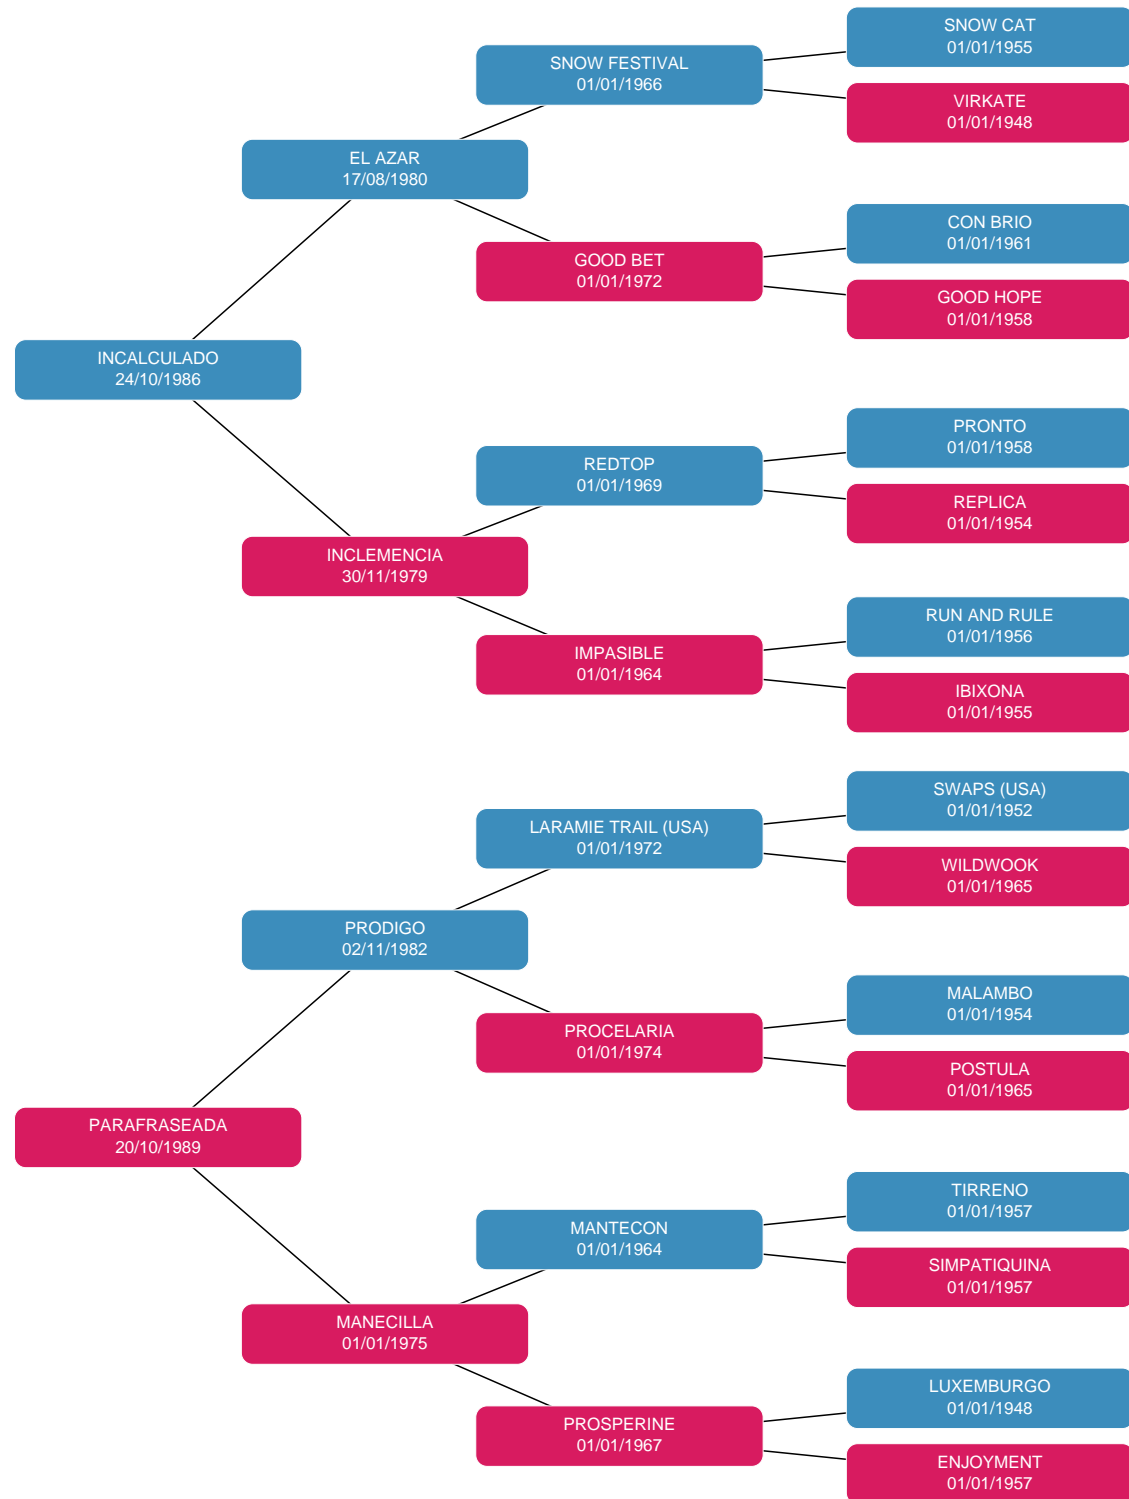 SNOW CAT
01/01/1955
SNOW FESTIVAL
01/01/1966
VIRKATE
01/01/1948
EL AZAR
17/08/1980
CON BRIO
01/01/1961
GOOD BET
01/01/1972
GOOD HOPE
01/01/1958
INCALCULADO
24/10/1986
PRONTO
01/01/1958
REDTOP
01/01/1969
REPLICA
01/01/1954
INCLEMENCIA
30/11/1979
RUN AND RULE
01/01/1956
IMPASIBLE
01/01/1964
IBIXONA
01/01/1955
SWAPS (USA)
01/01/1952
LARAMIE TRAIL (USA)
01/01/1972
WILDWOOK
01/01/1965
PRODIGO
02/11/1982
MALAMBO
01/01/1954
PROCELARIA
01/01/1974
POSTULA
01/01/1965
PARAFRASEADA
20/10/1989
TIRRENO
01/01/1957
MANTECON
01/01/1964
SIMPATIQUINA
01/01/1957
MANECILLA
01/01/1975
LUXEMBURGO
01/01/1948
PROSPERINE
01/01/1967
ENJOYMENT
01/01/1957